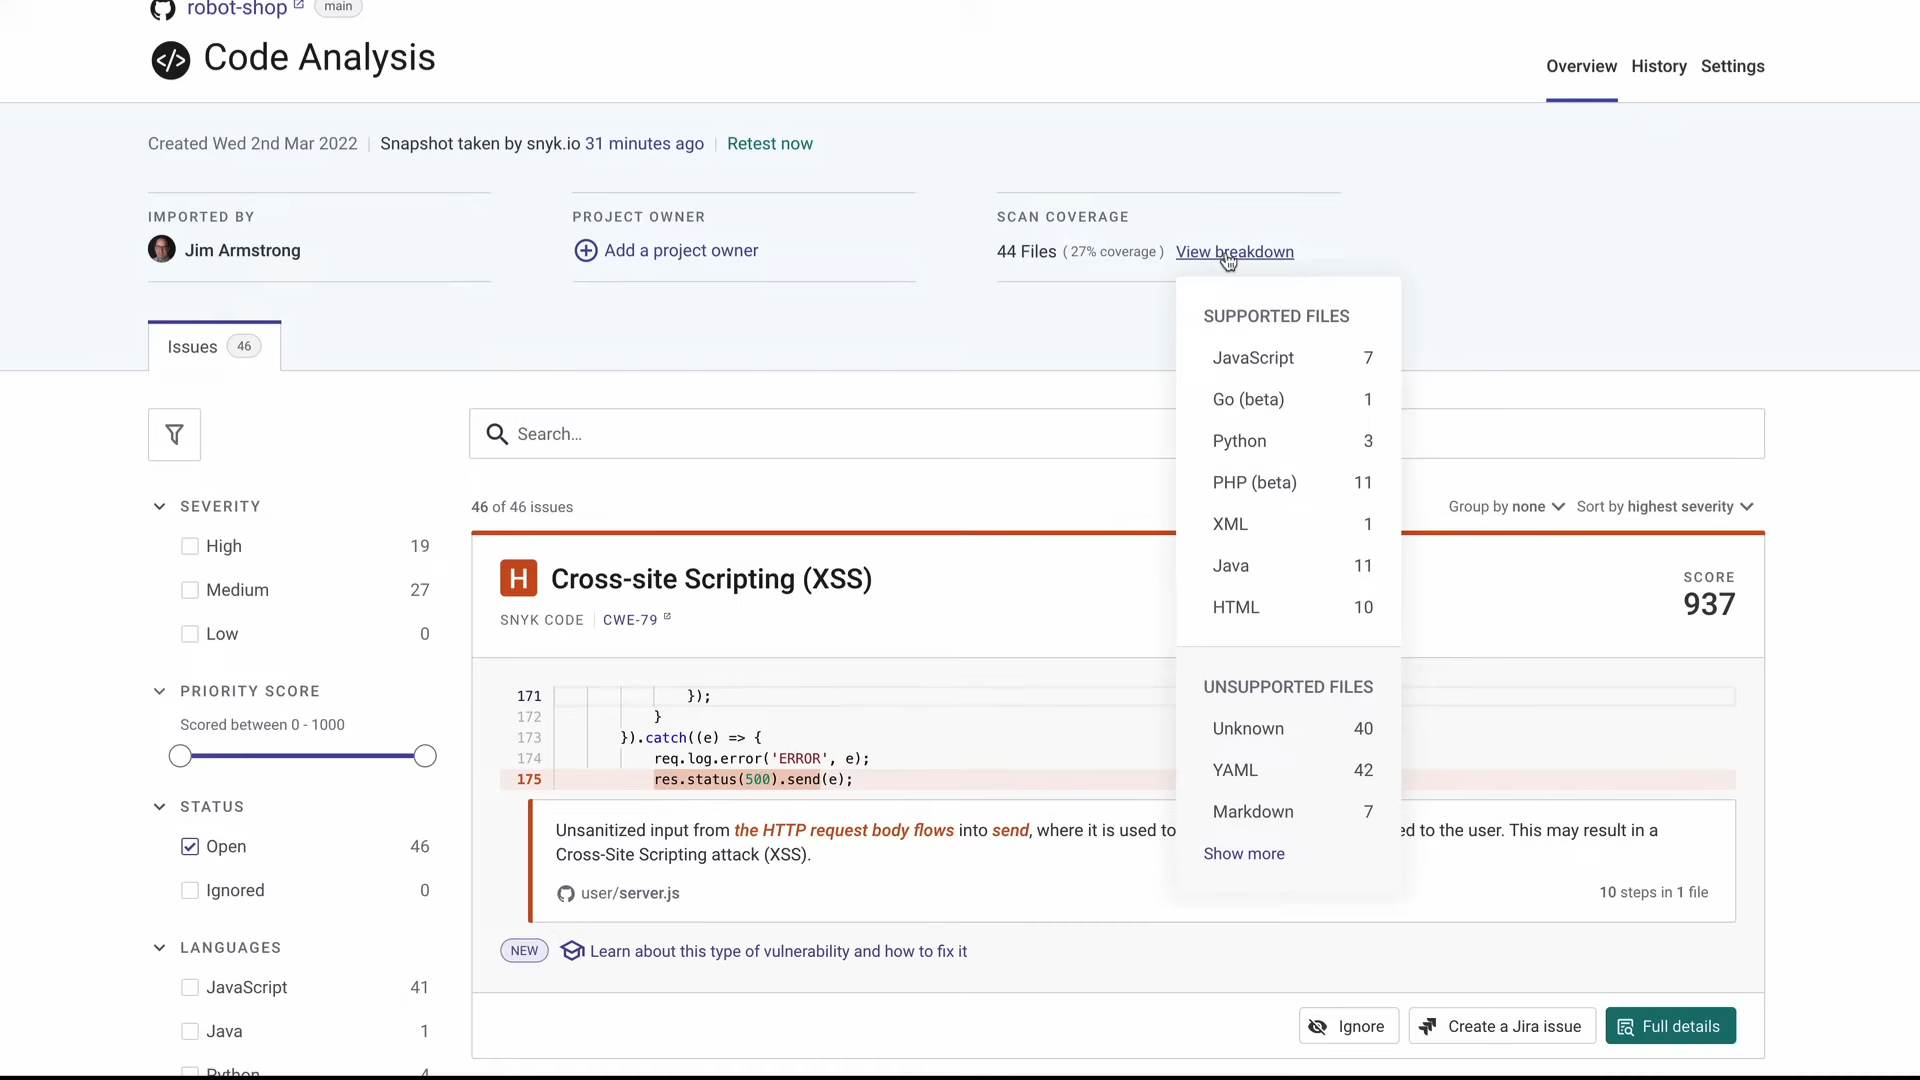 robot-shop main
Code Analysis
Overview History Settings
Created Wed 2nd Mar 2022 | Snapshot taken by snyk.io 31 minutes ago | Retest now
IMPORTED BY
Jim Armstrong
PROJECT OWNER
Add a project owner
SCAN COVERAGE
44 Files ( 27% coverage ) View breakdown
SUPPORTED FILES
JavaScript 7
Go (beta) 1
Python 3
PHP (beta) 11
XML 1
Java 11
HTML 10
UNSUPPORTED FILES
Unknown 40
YAML 42
Markdown 7
Show more
Issues 46
Search...
SEVERITY
High 19
Medium 27
Low 0
PRIORITY SCORE
Scored between 0 - 1000
STATUS
Open 46
Ignored 0
LANGUAGES
JavaScript 41
Java 1
Python 4
46 of 46 issues
Group by none Sort by highest severity
H Cross-site Scripting (XSS)
SNYK CODE | CWE-79
SCORE
937
171 });
172 }
173 }).catch((e) => {
174 req.log.error('ERROR', e);
175 res.status(500).send(e);
Unsanitized input from the HTTP request body flows into send, where it is used to ed to the user. This may result in a
Cross-Site Scripting attack (XSS).
user/server.js
10 steps in 1 file
NEW Learn about this type of vulnerability and how to fix it
Ignore Create a Jira issue Full details